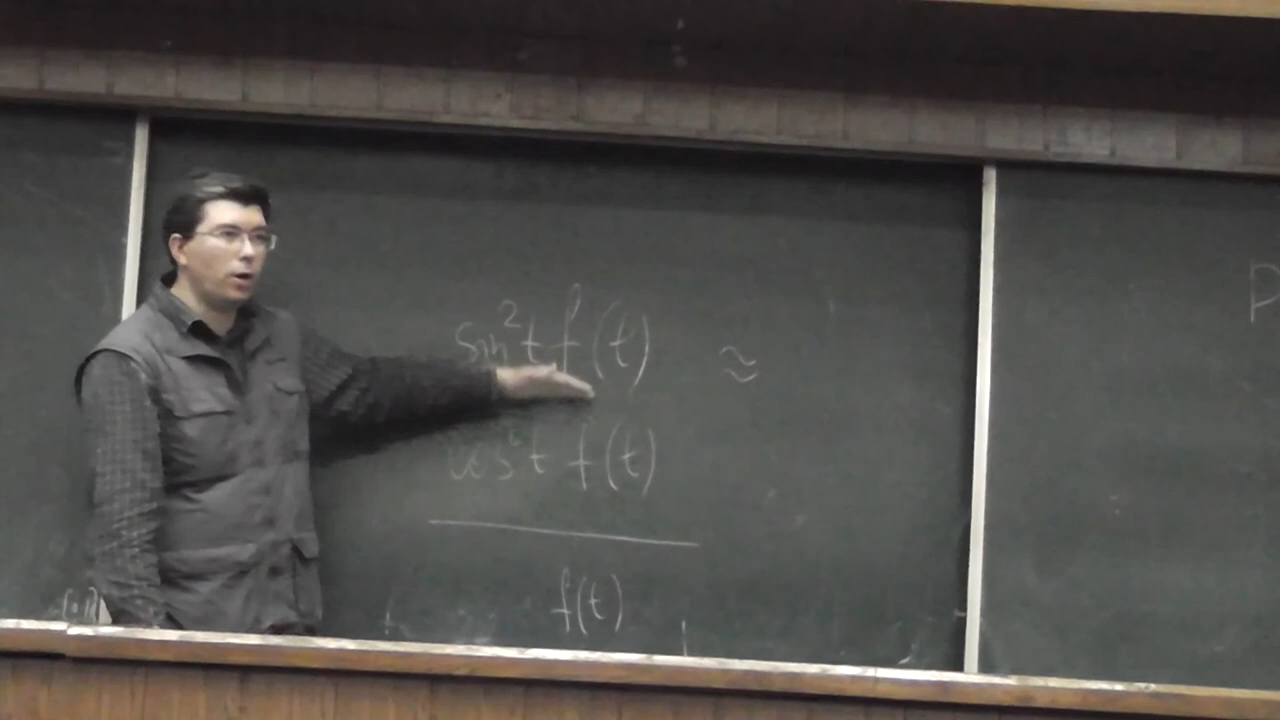 sin²t f(t) ≈
cos²t f(t)
f(t)